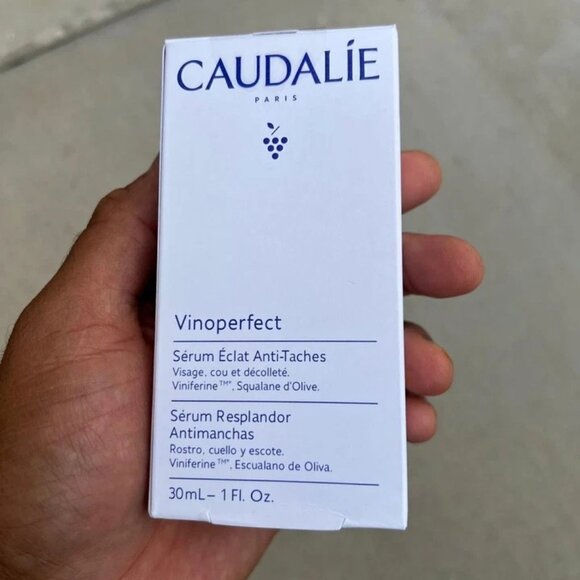 CAUDALÍE
PARIS
Vinoperfect
Sérum Éclat Anti-Taches
Visage, cou et décolleté.
Viniferine™*, Squalane d'Olive.
Sérum Resplandor
Antimanchas
Rostro, cuello y escote.
Viniferine™*, Escualano de Oliva.
30mL – 1 Fl. Oz.